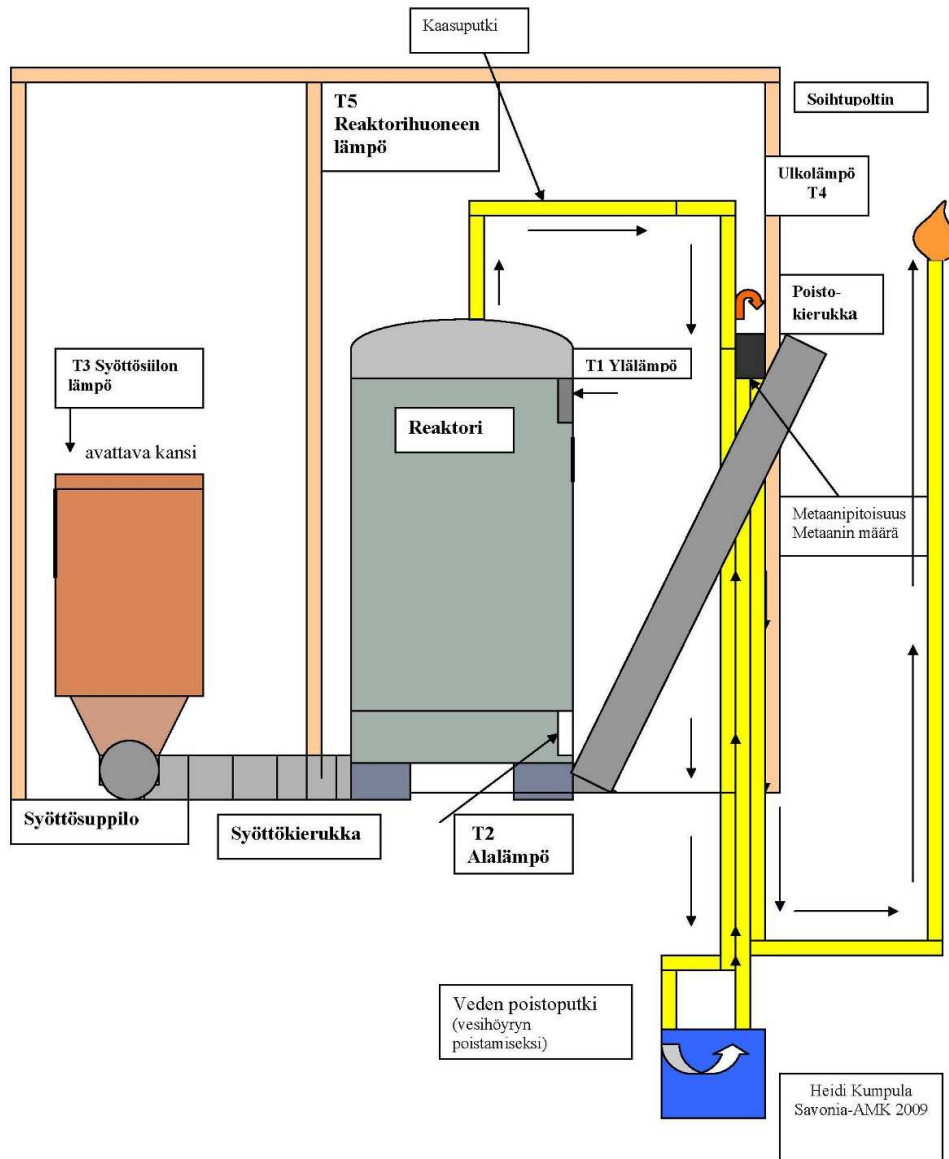 Kaasuputki
T5
Reaktorihuoneen
lämpö
Soihtupoltin
Ulkolämpö
T4
Poisto-
kierukka
T3 Syöttösiilon
lämpö
T1 Ylälämpö
Reaktori
avattava kansi
Metaanipitoisuus
Metaanin määrä
Syöttösuppilo
Syöttökierukka
T2
Alalämpö
Veden poistoputki
(vesihöyryn
poistamiseksi)
Heidi Kumpula
Savonia-AMK 2009